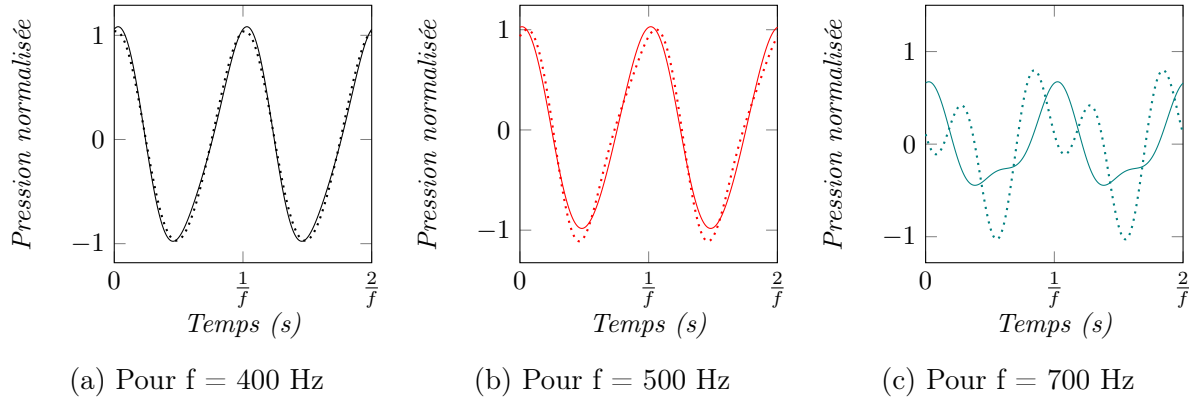 Pression normalisée
1
0
−1
0
1/f
2/f
Temps (s)
(a) Pour f = 400 Hz
Pression normalisée
1
0
−1
0
1/f
2/f
Temps (s)
(b) Pour f = 500 Hz
Pression normalisée
1
0
−1
0
1/f
2/f
Temps (s)
(c) Pour f = 700 Hz